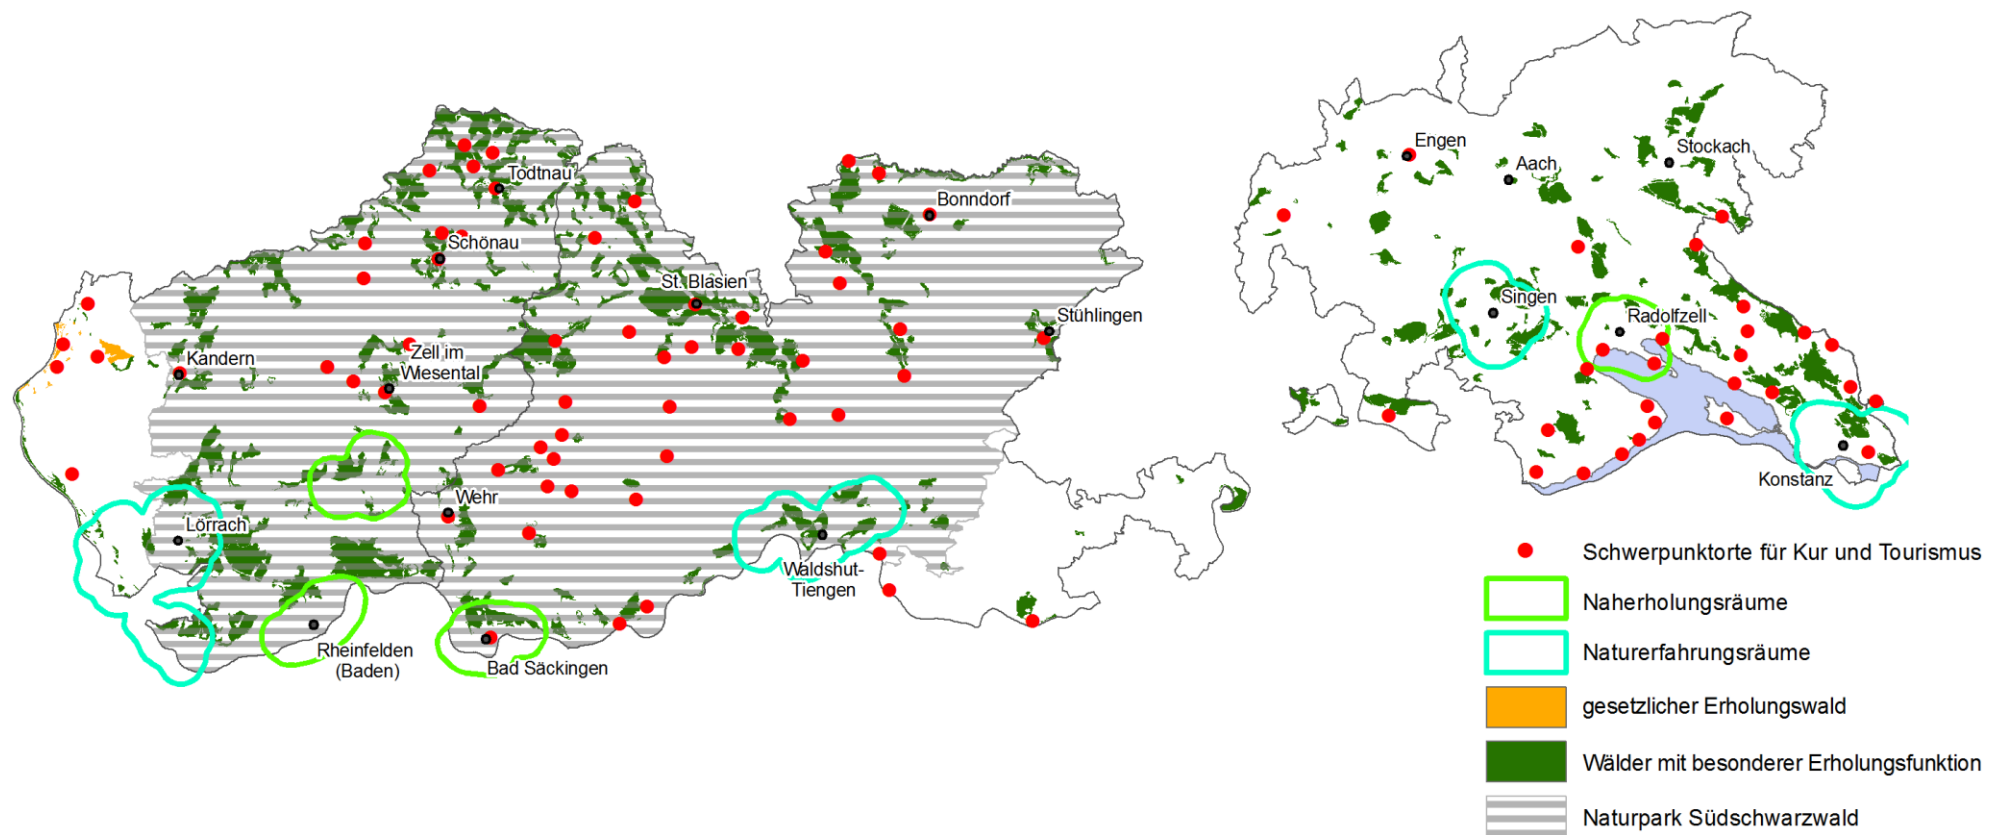 Todtnau
Bonndorf
Schönau
St. Blasien
Stühlingen
Kandern
Zell im
Wiesental
Wehr
Lörrach
Waldshut-
Tiengen
Rheinfelden
(Baden)
Bad Säckingen
Engen
Aach
Stockach
Singen
Radolfzell
Konstanz
Schwerpunktorte für Kur und Tourismus
Naherholungsräume
Naturerfahrungsräume
gesetzlicher Erholungswald
Wälder mit besonderer Erholungsfunktion
Naturpark Südschwarzwald